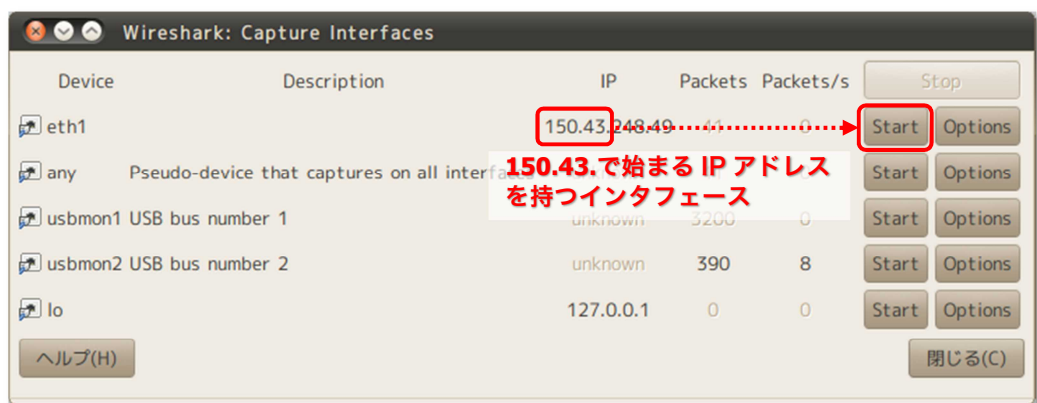 Wireshark: Capture Interfaces
Device Description IP Packets Packets/s Stop
eth1 150.43.248.49 41 0 Start Options
any Pseudo-device that captures on all interfaces Start Options
150.43.で始まる IP アドレス
を持つインタフェース
usbmon1 USB bus number 1 unknown 3200 0 Start Options
usbmon2 USB bus number 2 unknown 390 8 Start Options
lo 127.0.0.1 0 0 Start Options
ヘルプ(H) 閉じる(C)